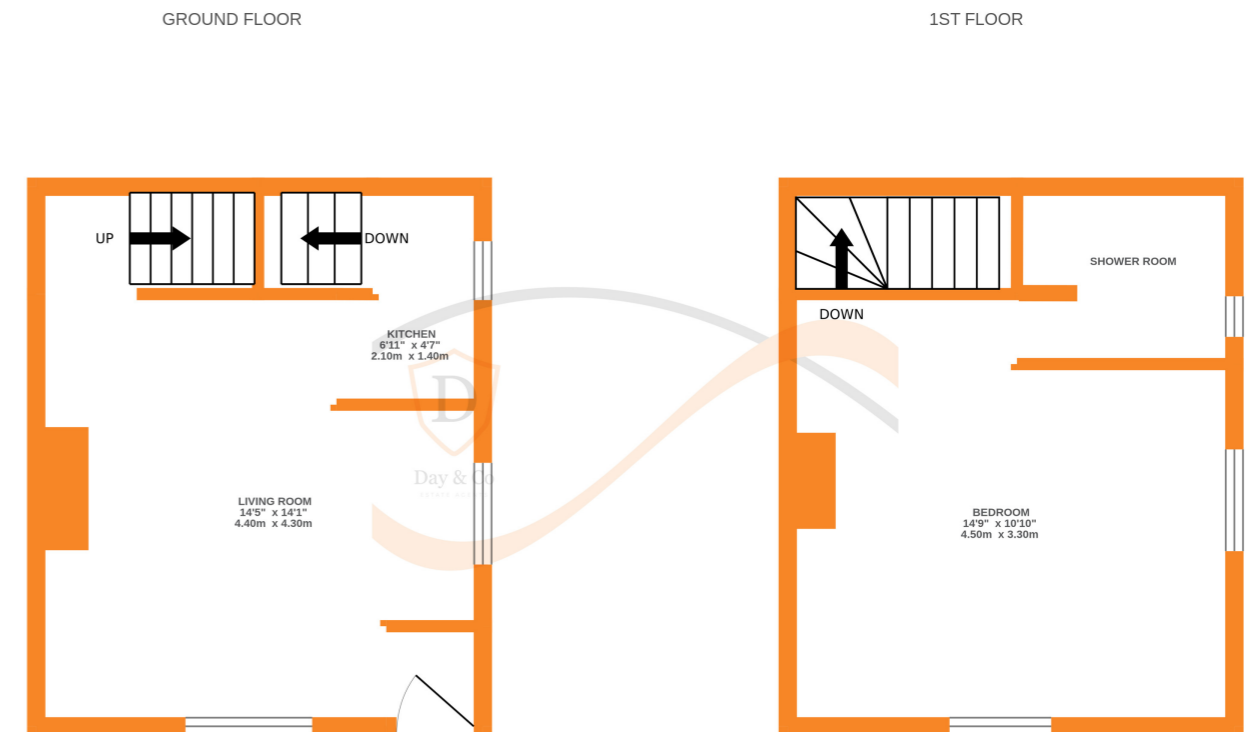 GROUND FLOOR
1ST FLOOR
UP
DOWN
KITCHEN
6'11" x 4'7"
2.10m x 1.40m
LIVING ROOM
14'5" x 14'1"
4.40m x 4.30m
D
Day & Co
ESTATE AGENTS
SHOWER ROOM
DOWN
BEDROOM
14'9" x 10'10"
4.50m x 3.30m